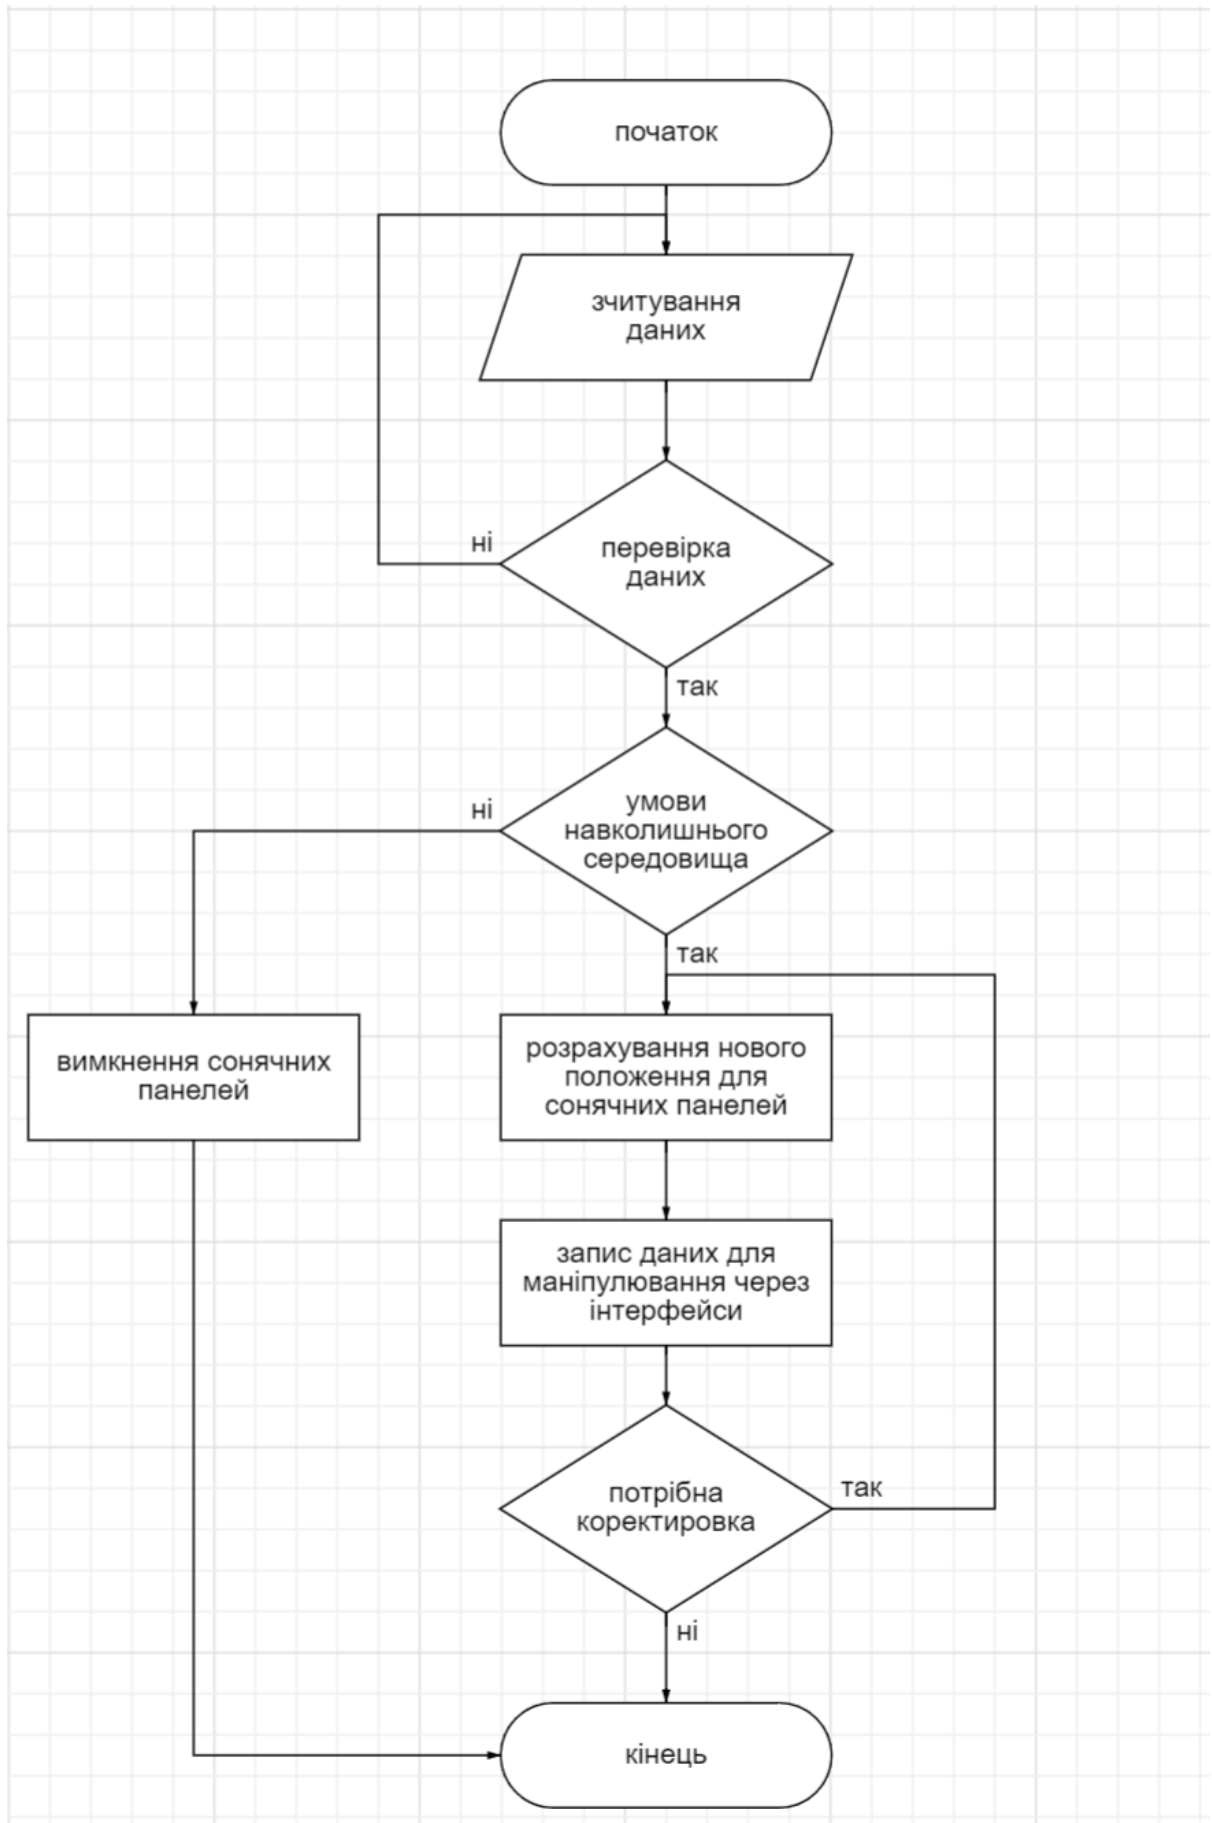 початок
зчитування
даних
ні
перевірка
даних
так
ні
умови
навколишнього
середовища
так
вимкнення сонячних
панелей
розрахування нового
положення для
сонячних панелей
запис даних для
маніпулювання через
інтерфейси
потрібна
коректировка
так
ні
кінець